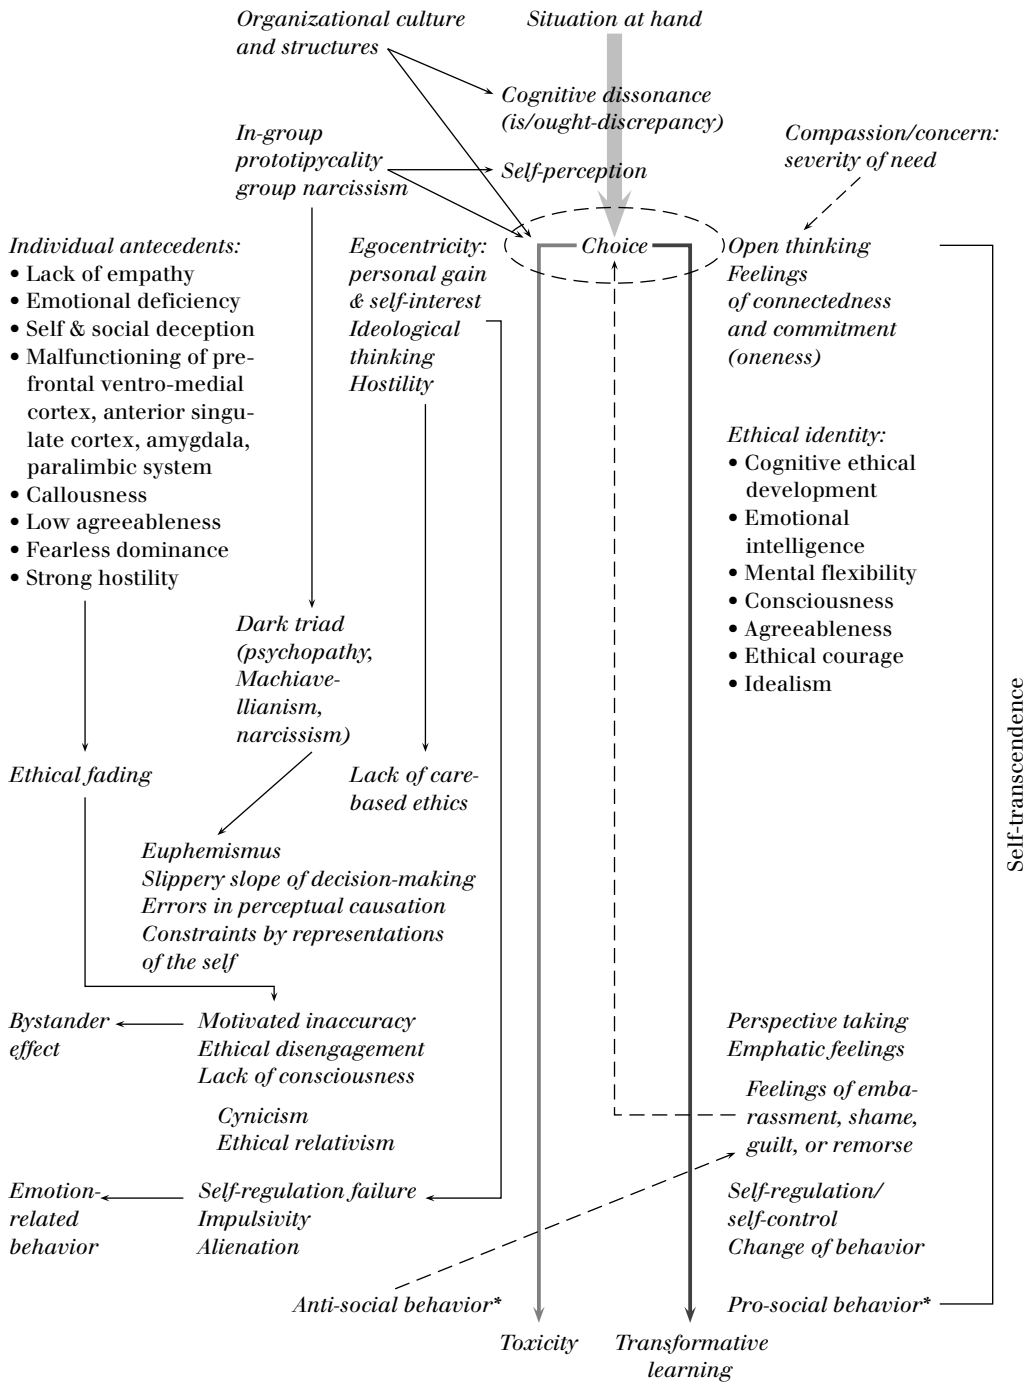 Organizational culture
and structures
Situation at hand
Cognitive dissonance
(is/ought-discrepancy)
In-group
prototipycality
group narcissism
Self-perception
Compassion/concern:
severity of need
Individual antecedents:
• Lack of empathy
• Emotional deficiency
• Self & social deception
• Malfunctioning of pre-
frontal ventro-medial
cortex, anterior singu-
late cortex, amygdala,
paralimbic system
• Callousness
• Low agreeableness
• Fearless dominance
• Strong hostility
Egocentricity:
personal gain
& self-interest
Ideological
thinking
Hostility
Choice
Open thinking
Feelings
of connectedness
and commitment
(oneness)
Ethical identity:
• Cognitive ethical
development
• Emotional
intelligence
• Mental flexibility
• Consciousness
• Agreeableness
• Ethical courage
• Idealism
Self-transcendence
Dark triad
(psychopathy,
Machiave-
llianism,
narcissism)
Ethical fading
Lack of care-
based ethics
Euphemismus
Slippery slope of decision-making
Errors in perceptual causation
Constraints by representations
of the self
Bystander
effect
Motivated inaccuracy
Ethical disengagement
Lack of consciousness
Cynicism
Ethical relativism
Perspective taking
Emphatic feelings
Feelings of emba-
rassment, shame,
guilt, or remorse
Emotion-
related
behavior
Self-regulation failure
Impulsivity
Alienation
Self-regulation/
self-control
Change of behavior
Anti-social behavior*
Pro-social behavior*
Toxicity
Transformative
learning